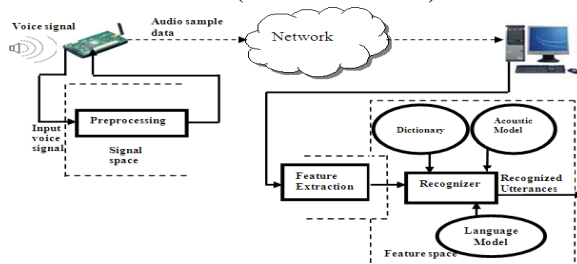 Voice signal
Audio sample
data
Network
Input
voice
signal
Preprocessing
Signal
space
Dictionary
Acoustic
Model
Feature
Extraction
Recognizer
Recognized
Utterances
Language
Model
Feature space